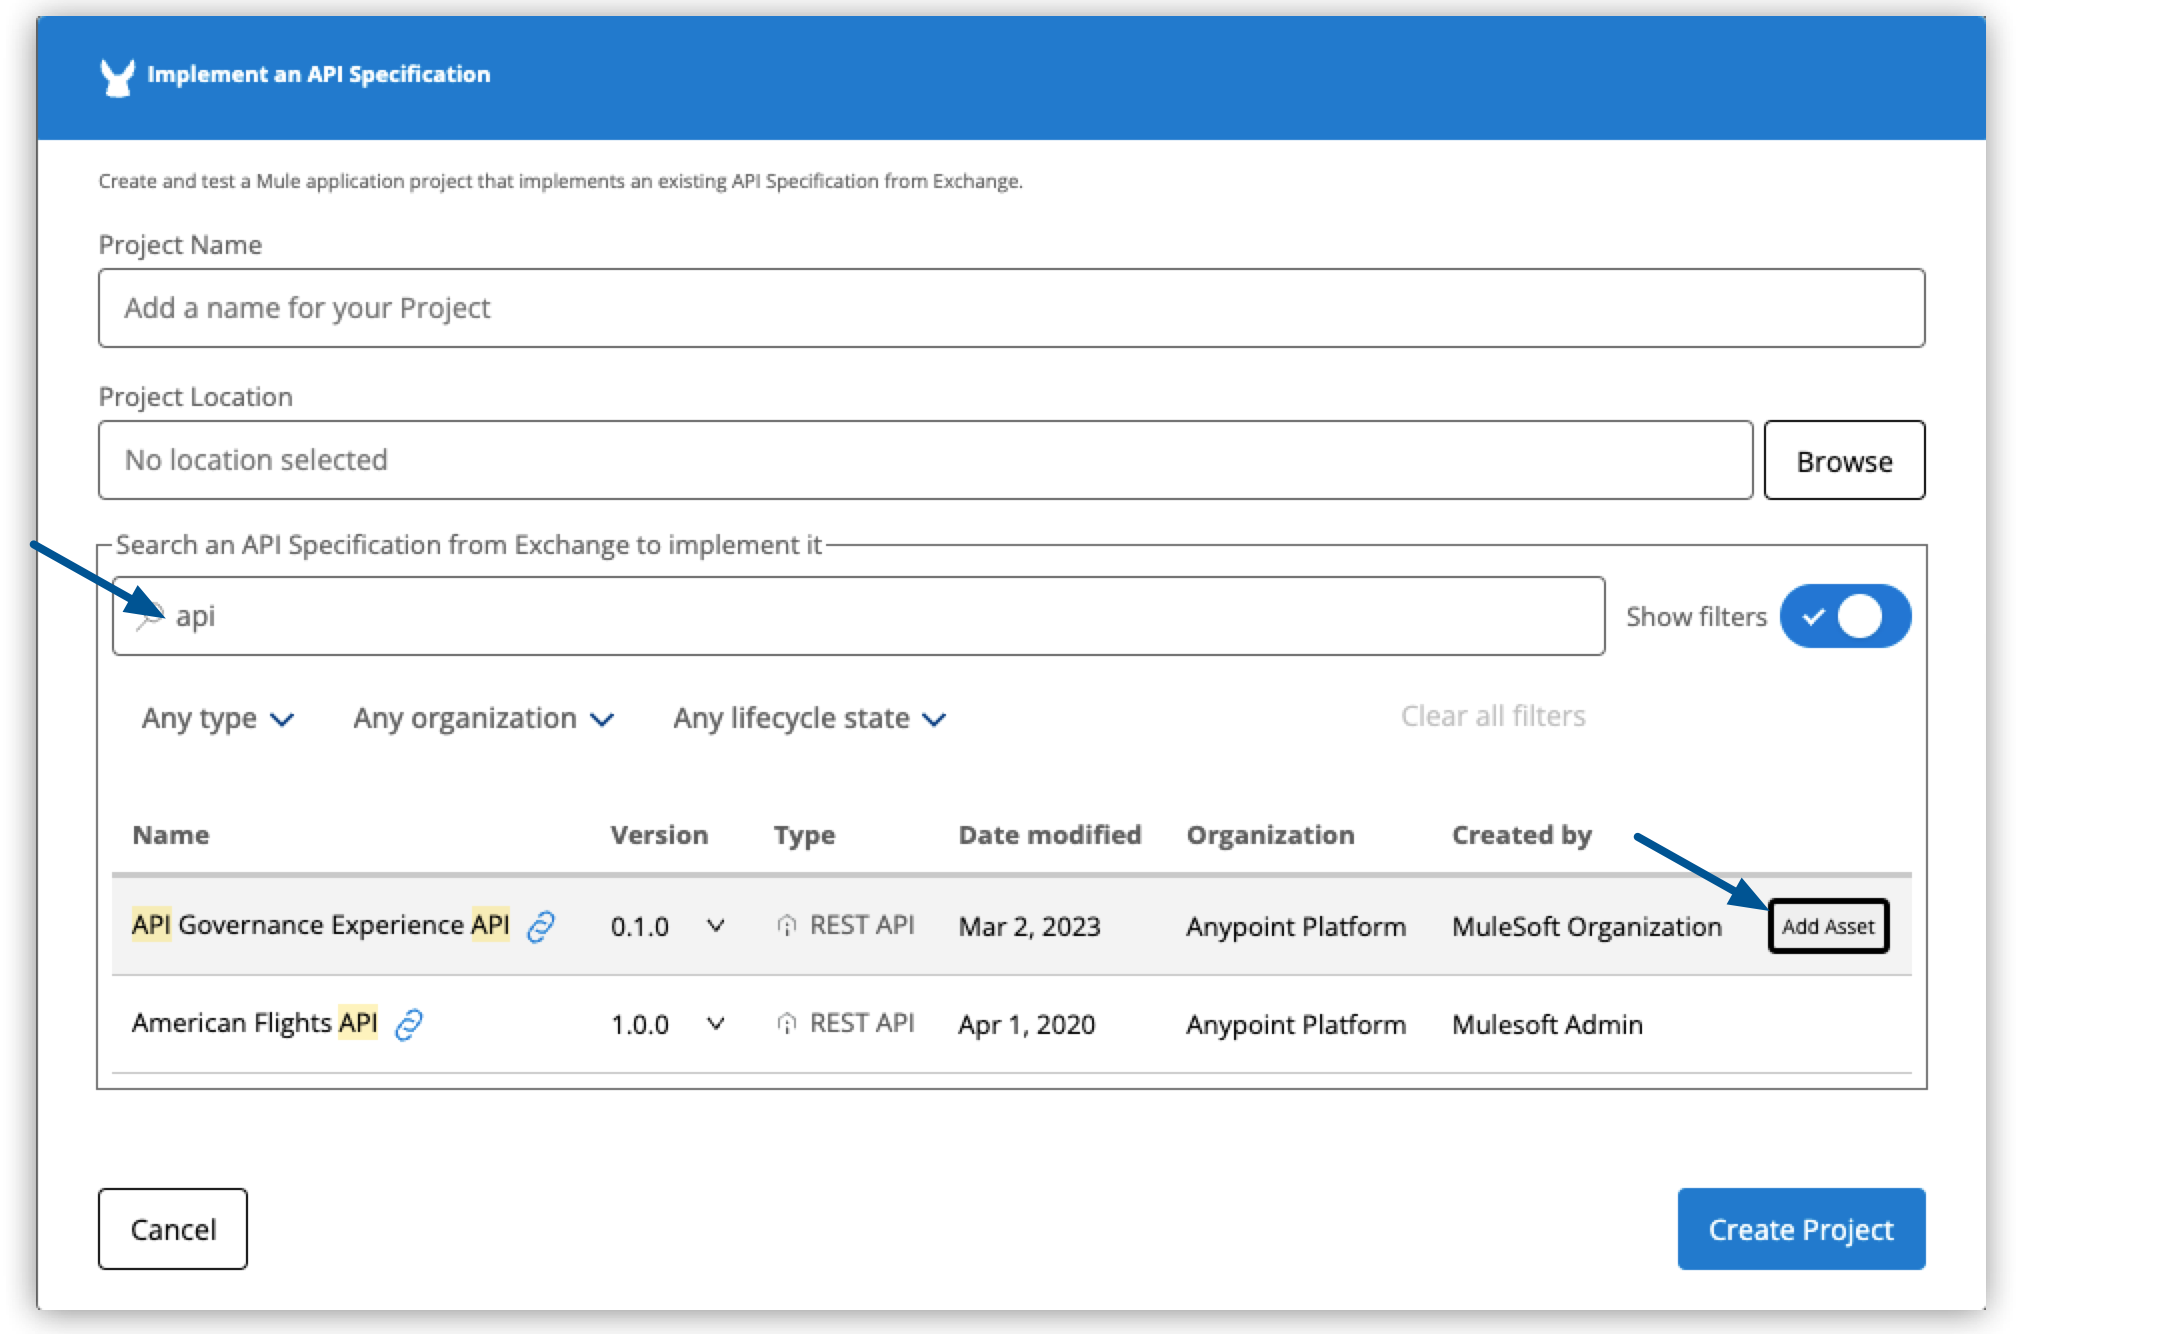 Implement an API Specification
Create and test a Mule application project that implements an existing API Specification from Exchange.
Project Name
Add a name for your Project
Project Location
No location selected
Browse
Search an API Specification from Exchange to implement it
api
Show filters
Any type Any organization Any lifecycle state Clear all filters
Name Version Type Date modified Organization Created by
API Governance Experience API 0.1.0 REST API Mar 2, 2023 Anypoint Platform MuleSoft Organization Add Asset
American Flights API 1.0.0 REST API Apr 1, 2020 Anypoint Platform Mulesoft Admin
Cancel
Create Project